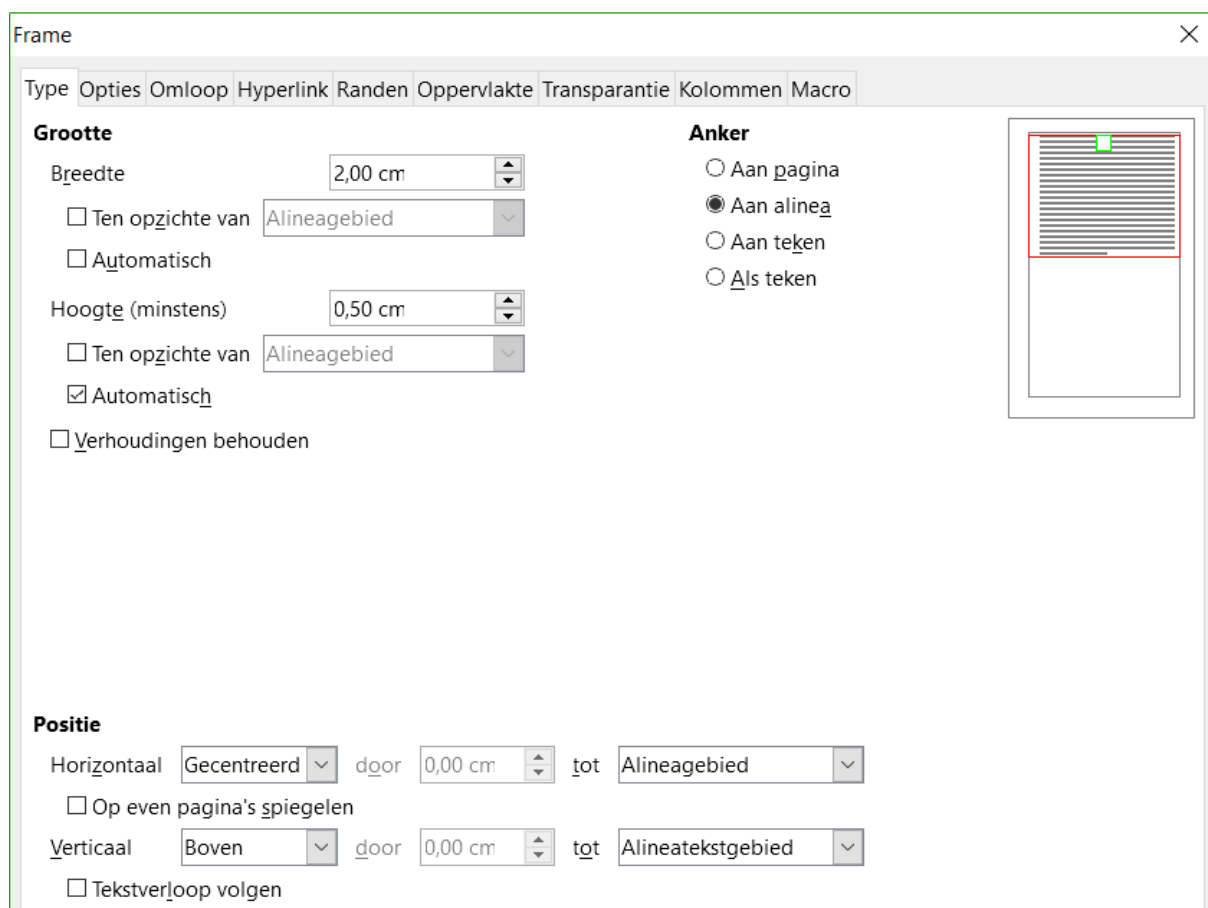 Frame
Type Opties Omloop Hyperlink Randen Oppervlakte Transparantie Kolommen Macro
Grootte
Breedte 2,00 cm
Ten opzichte van Alineagebied
Automatisch
Hoogte (minstens) 0,50 cm
Ten opzichte van Alineagebied
Automatisch
Verhoudingen behouden
Anker
Aan pagina
Aan alinea
Aan teken
Als teken
Positie
Horizontaal Gecentreerd door 0,00 cm tot Alineagebied
Op even pagina's spiegelen
Verticaal Boven door 0,00 cm tot Alineatekstgebied
Tekstverloop volgen